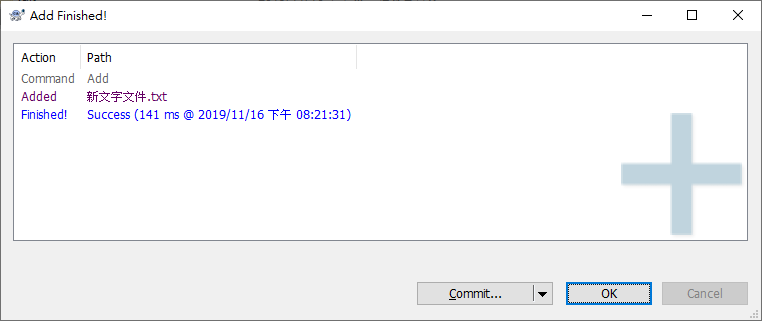 Add Finished!
Action Path
Command Add
Added 新文字文件.txt
Finished! Success (141 ms @ 2019/11/16 下午 08:21:31)
Commit... OK Cancel